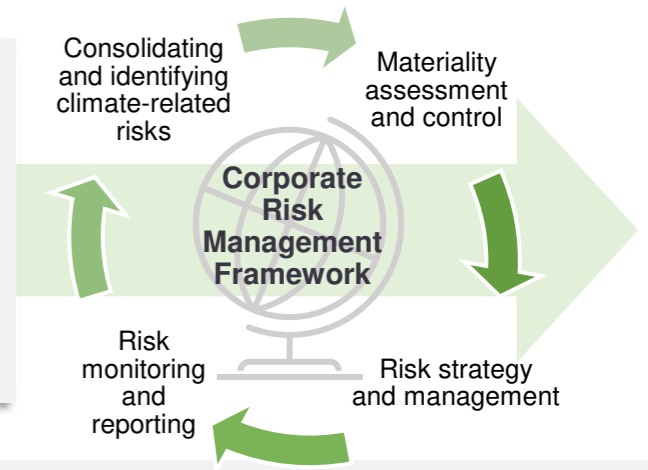 Consolidating
and identifying
climate-related
risks
Materiality
assessment
and control
Corporate
Risk
Management
Framework
Risk
monitoring
and
reporting
Risk strategy
and management